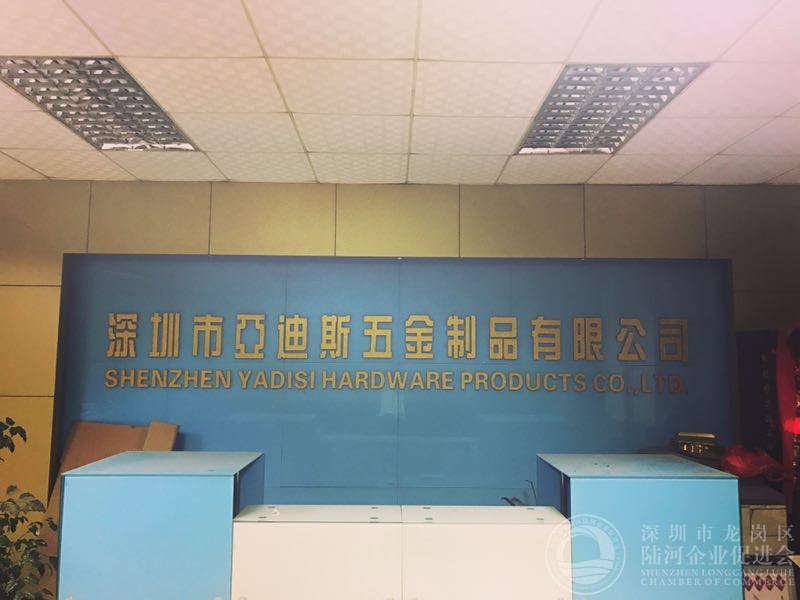 深圳市亞迪斯五金制品有限公司
SHENZHEN YADISI HARDWARE PRODUCTS CO.,LTD.
深圳市龙岗区
陆河企业促进会
SHENZHEN LONGGANG LUHE
CHAMBER OF COMMERCE